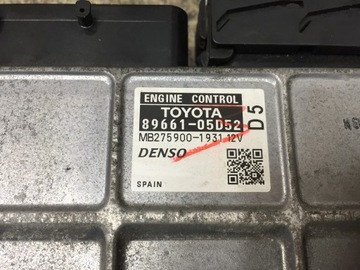 ENGINE CONTROL
TOYOTA
89661-05D52
D5
MB275900-1931 12V
DENSO
SPAIN